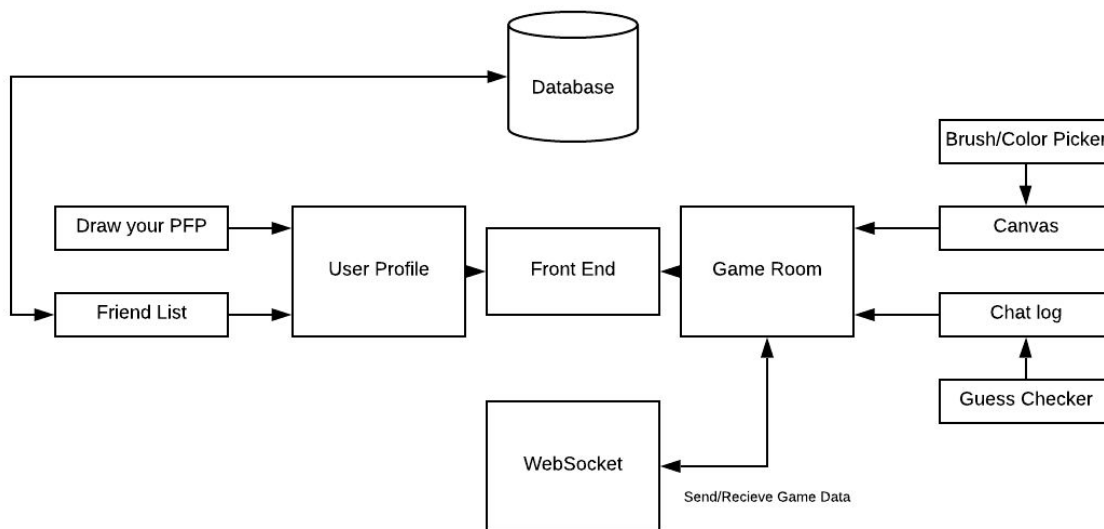 Database
Brush/Color Picker
Draw your PFP
User Profile
Front End
Game Room
Canvas
Friend List
Chat log
Guess Checker
WebSocket
Send/Recieve Game Data